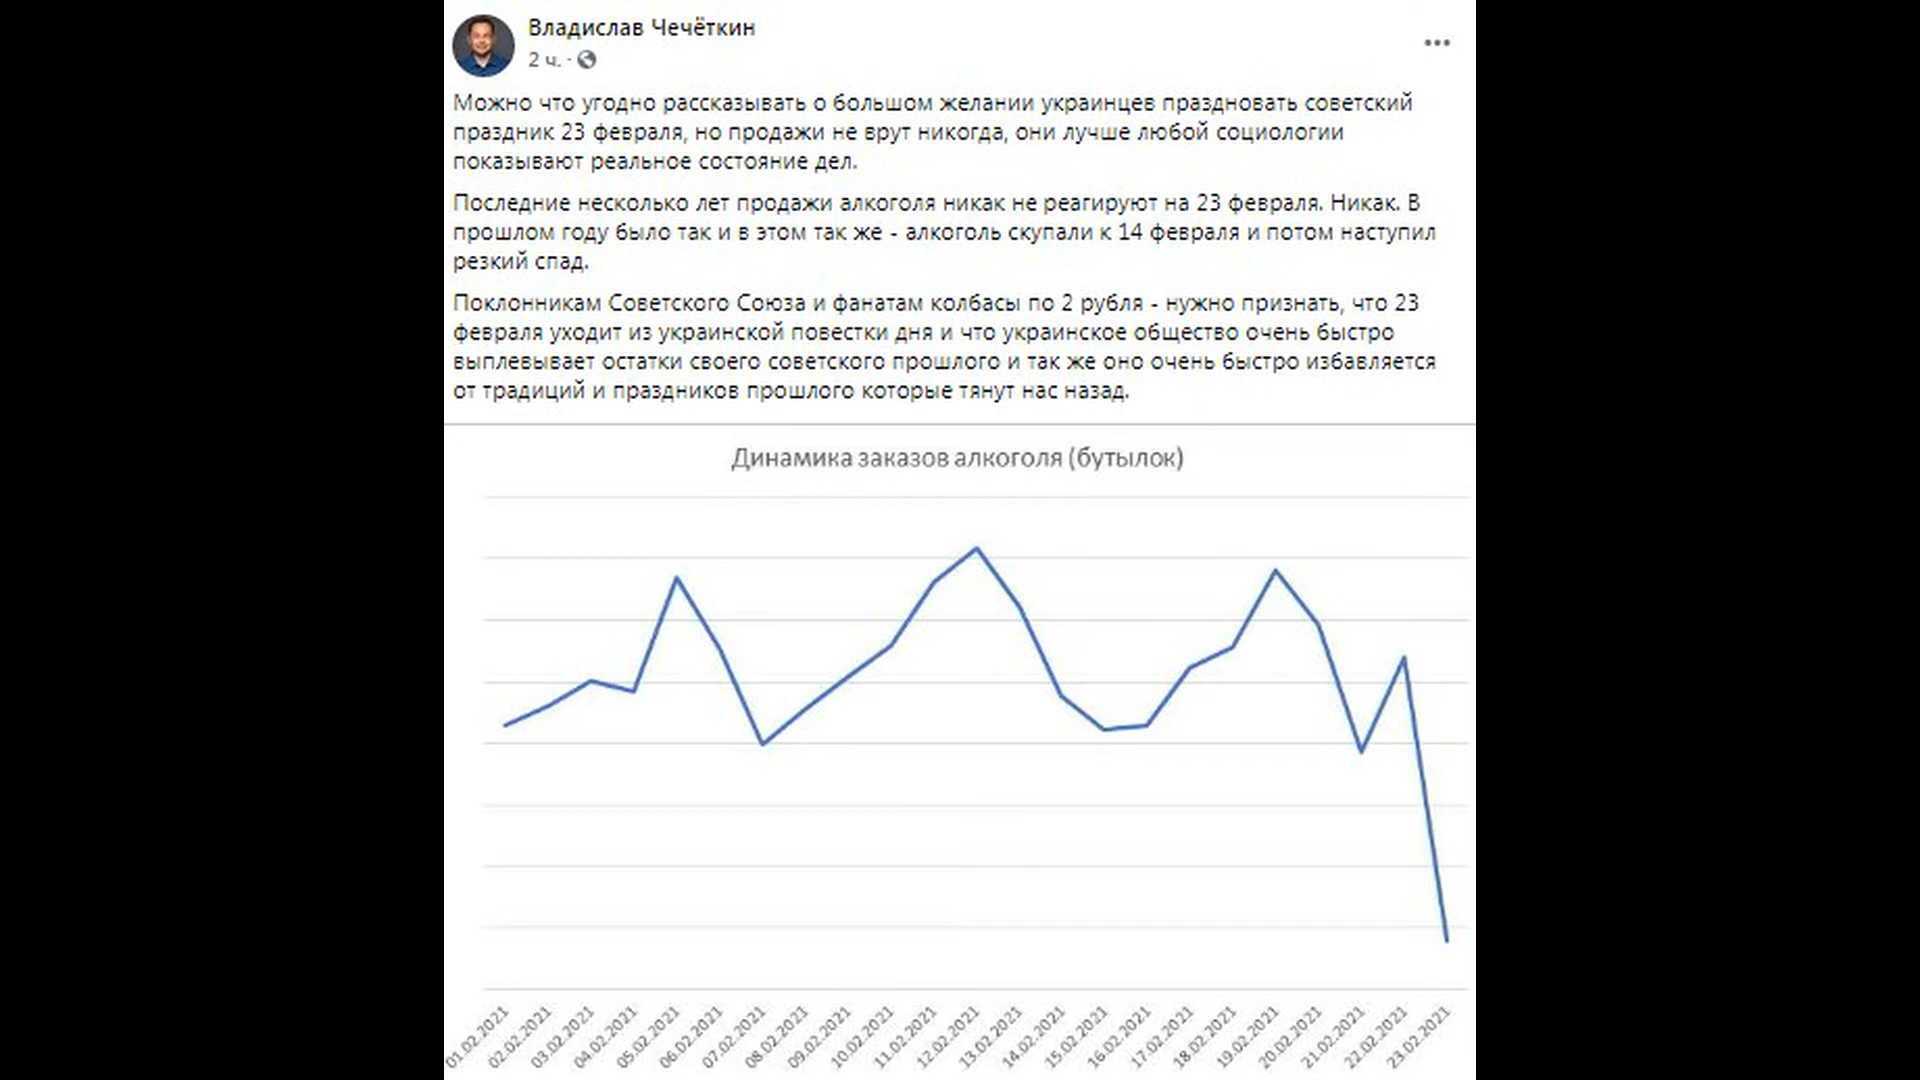 Владислав Чечёткин
2 ч. ·
Можно что угодно рассказывать о большом желании украинцев праздновать советский
праздник 23 февраля, но продажи не врут никогда, они лучше любой социологии
показывают реальное состояние дел.
Последние несколько лет продажи алкоголя никак не реагируют на 23 февраля. Никак. В
прошлом году было так и в этом так же - алкоголь скупали к 14 февраля и потом наступил
резкий спад.
Поклонникам Советского Союза и фанатам колбасы по 2 рубля - нужно признать, что 23
февраля уходит из украинской повестки дня и что украинское общество очень быстро
выплевывает остатки своего советского прошлого и так же оно очень быстро избавляется
от традиций и праздников прошлого которые тянут нас назад.
Динамика заказов алкоголя (бутылок)
01.02.2021
02.02.2021
03.02.2021
04.02.2021
05.02.2021
06.02.2021
07.02.2021
08.02.2021
09.02.2021
10.02.2021
11.02.2021
12.02.2021
13.02.2021
14.02.2021
15.02.2021
16.02.2021
17.02.2021
18.02.2021
19.02.2021
20.02.2021
21.02.2021
22.02.2021
23.02.2021